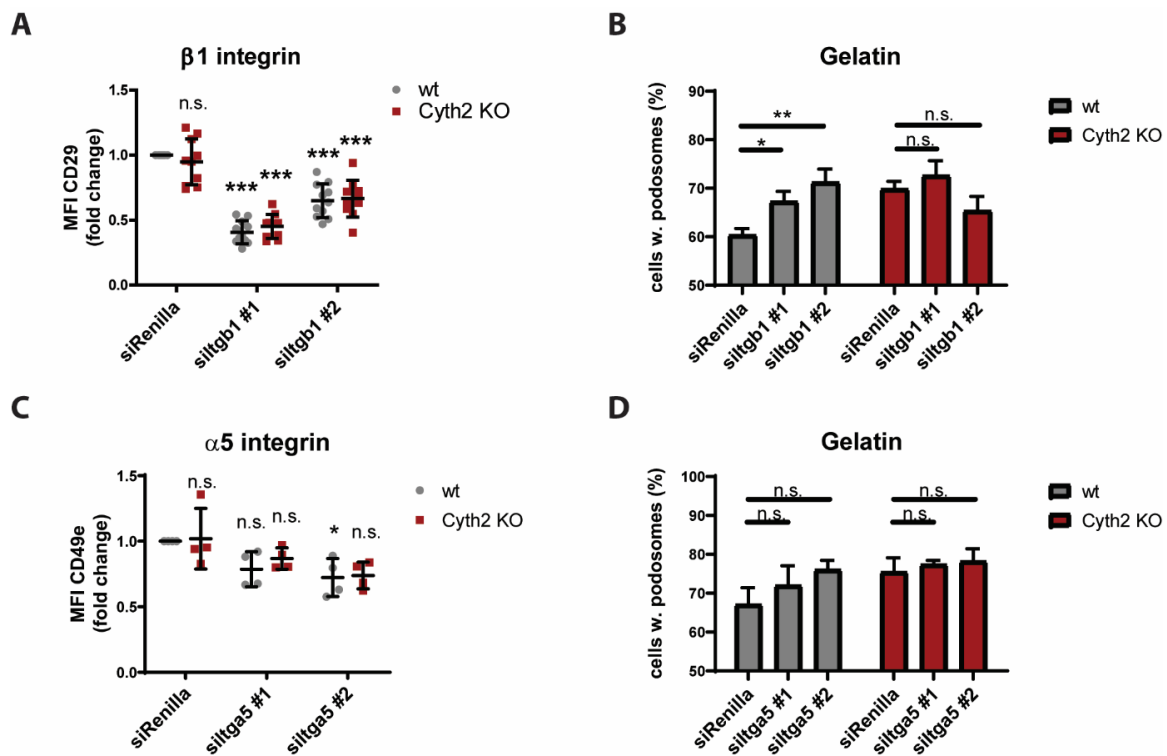 A
β1 integrin
wt
Cyth2 KO
MFI CD29
(fold change)
1.5
1.0
0.5
0.0
n.s.
***
***
***
***
siRenilla
siItgb1 #1
siItgb1 #2
B
Gelatin
wt
Cyth2 KO
cells w. podosomes (%)
90
80
70
60
50
**
*
n.s.
n.s.
siRenilla
siItgb1 #1
siItgb1 #2
siRenilla
siItgb1 #1
siItgb1 #2
C
α5 integrin
wt
Cyth2 KO
MFI CD49e
(fold change)
1.5
1.0
0.5
0.0
n.s.
n.s.
n.s.
*
n.s.
siRenilla
siItga5 #1
siItga5 #2
D
Gelatin
wt
Cyth2 KO
cells w. podosomes (%)
100
90
80
70
60
50
n.s.
n.s.
n.s.
n.s.
siRenilla
siItga5 #1
siItga5 #2
siRenilla
siItga5 #1
siItga5 #2